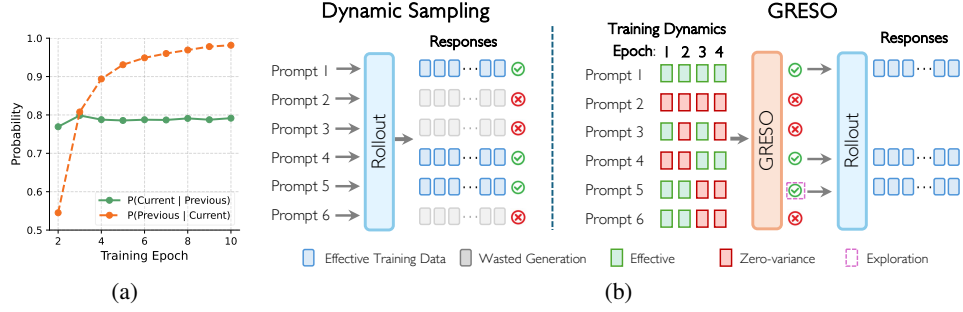 1.0
0.9
0.8
0.7
0.6
0.5
Probability
2
4
6
8
10
Training Epoch
P(Current | Previous)
P(Previous | Current)
(a)
Dynamic Sampling
Responses
Prompt 1
Prompt 2
Prompt 3
Prompt 4
Prompt 5
Prompt 6
Rollout
GRESO
Training Dynamics
Epoch: 1 2 3 4
Prompt 1
Prompt 2
Prompt 3
Prompt 4
Prompt 5
Prompt 6
GRESO
Rollout
Responses
Effective Training Data
Wasted Generation
Effective
Zero-variance
Exploration
(b)